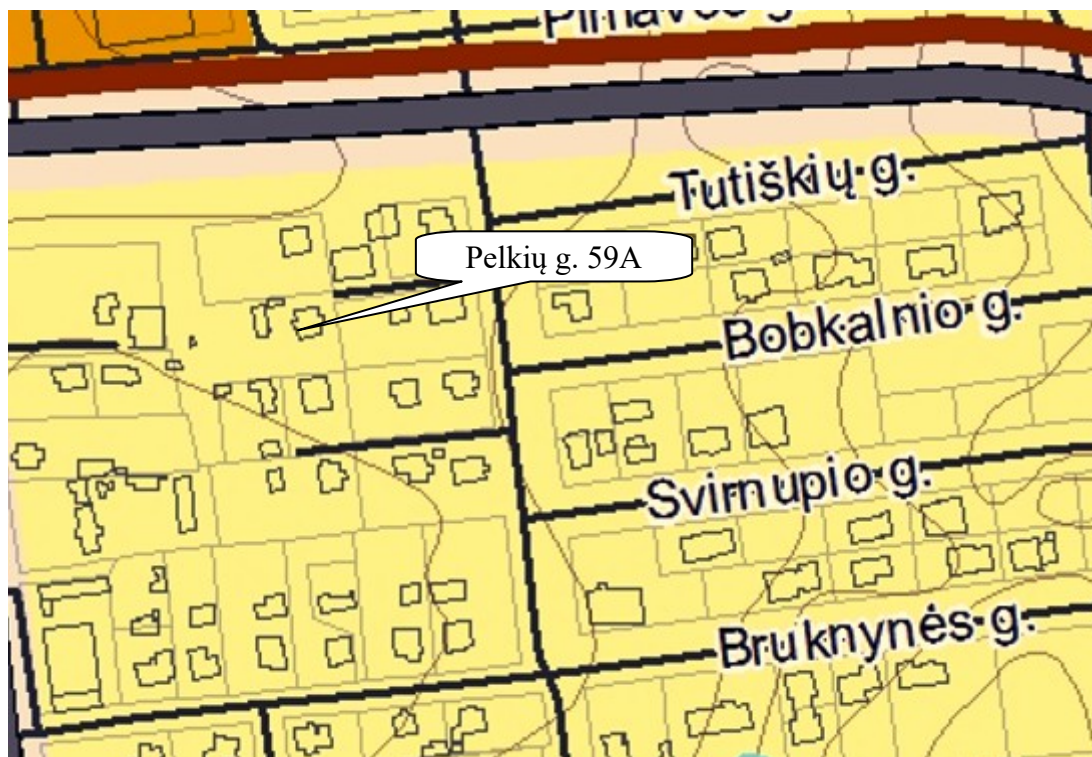 Tutiškių g.
Pelkių g. 59A
Bobkalnio g.
Svirnupio g.
Bruknynės g.